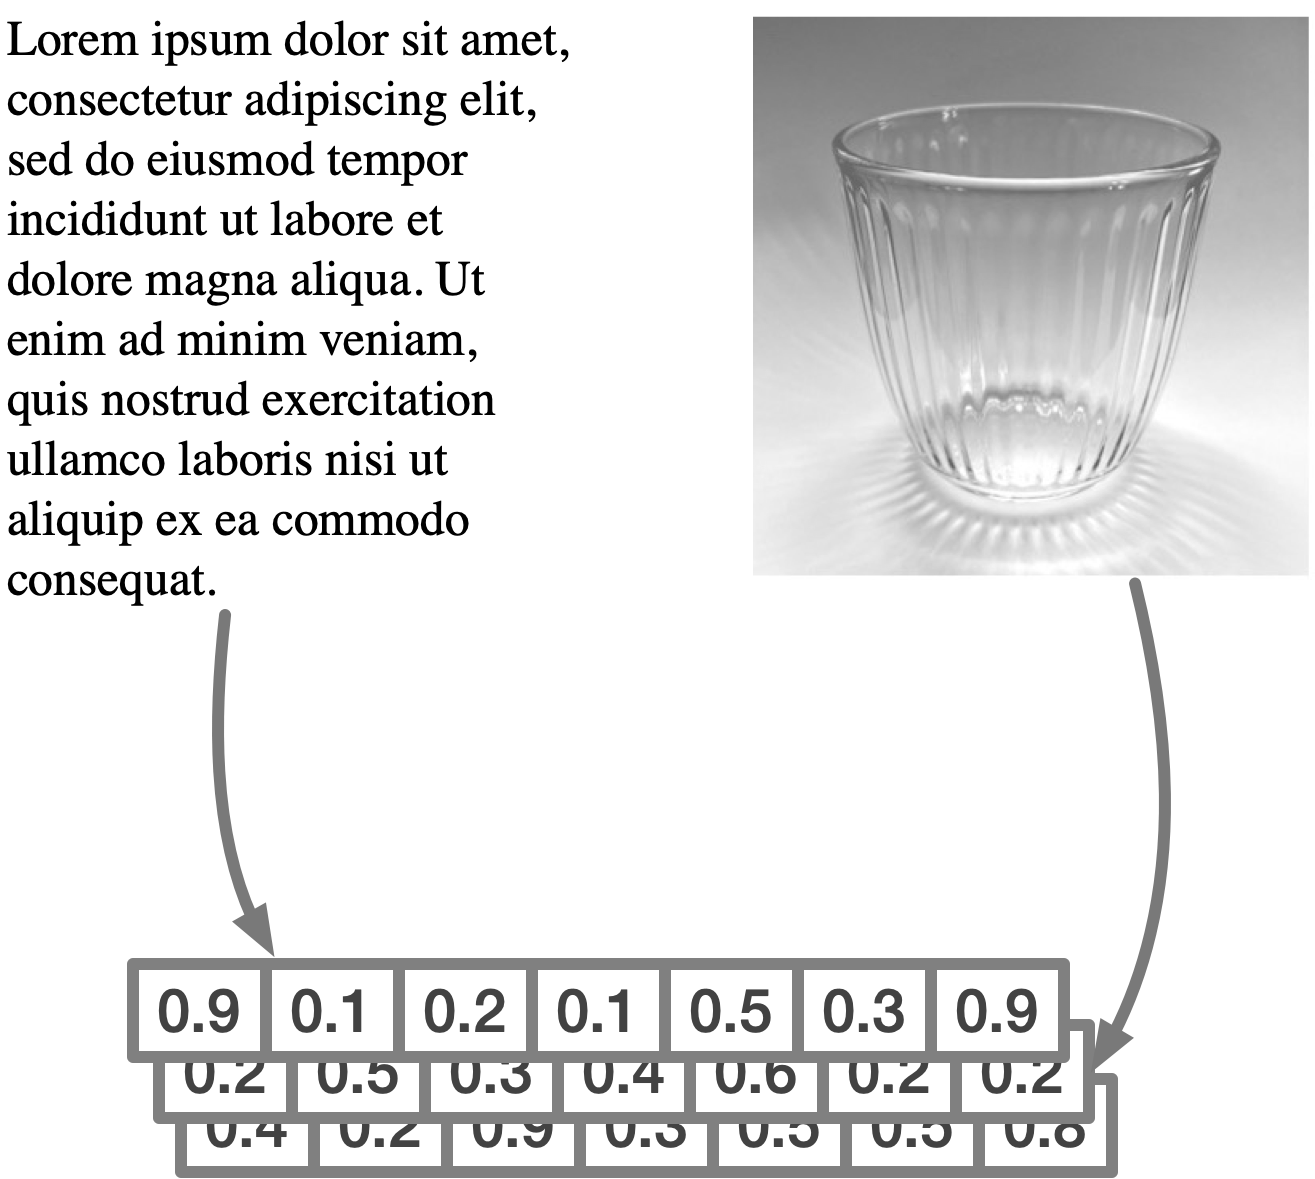 Lorem ipsum dolor sit amet,
consectetur adipiscing elit,
sed do eiusmod tempor
incididunt ut labore et
dolore magna aliqua. Ut
enim ad minim veniam,
quis nostrud exercitation
ullamco laboris nisi ut
aliquip ex ea commodo
consequat.
0.9 0.1 0.2 0.1 0.5 0.3 0.9
0.2 0.5 0.3 0.4 0.6 0.2 0.2
0.4 0.2 0.9 0.3 0.5 0.5 0.8